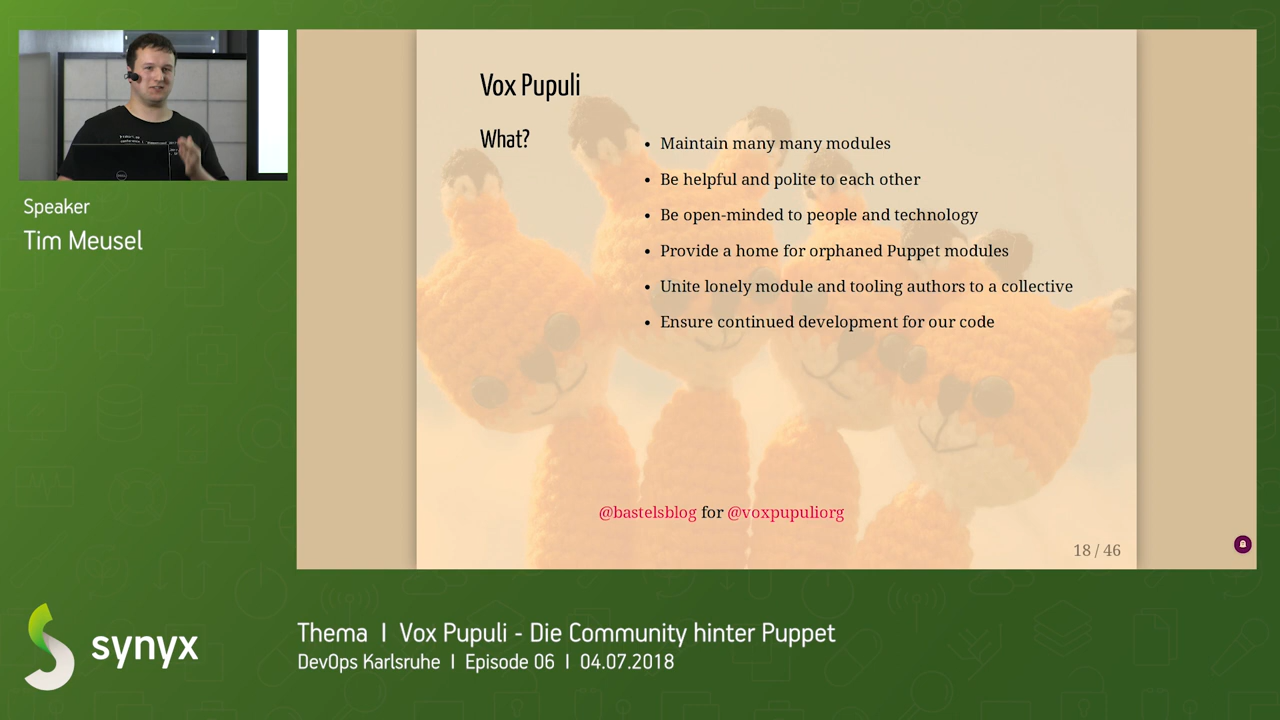 Speaker
Tim Meusel
Vox Pupuli
What?
• Maintain many many modules
• Be helpful and polite to each other
• Be open-minded to people and technology
• Provide a home for orphaned Puppet modules
• Unite lonely module and tooling authors to a collective
• Ensure continued development for our code
@bastelsblog for @voxpupuliorg
18 / 46
synyx
Thema I Vox Pupuli - Die Community hinter Puppet
DevOps Karlsruhe I Episode 06 I 04.07.2018